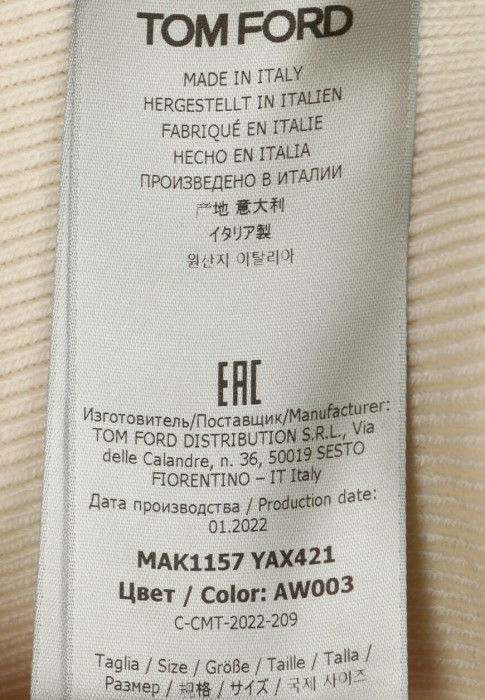 TOM FORD
MADE IN ITALY
HERGESTELLT IN ITALIEN
FABRIQUÉ EN ITALIE
HECHO EN ITALIA
ПРОИЗВЕДЕНО В ИТАЛИИ
产地 意大利
イタリア製
원산지 이탈리아
EAC
Изготовитель/Поставщик/Manufacturer:
TOM FORD DISTRIBUTION S.R.L., Via
delle Calandre, n. 36, 50019 SESTO
FIORENTINO – IT Italy
Дата производства / Production date:
01.2022
MAK1157 YAX421
Цвет / Color: AW003
C-CMT-2022-209
Taglia / Size / Größe / Taille / Talla /
Размер / 规格 / サイズ / 국제 사이즈